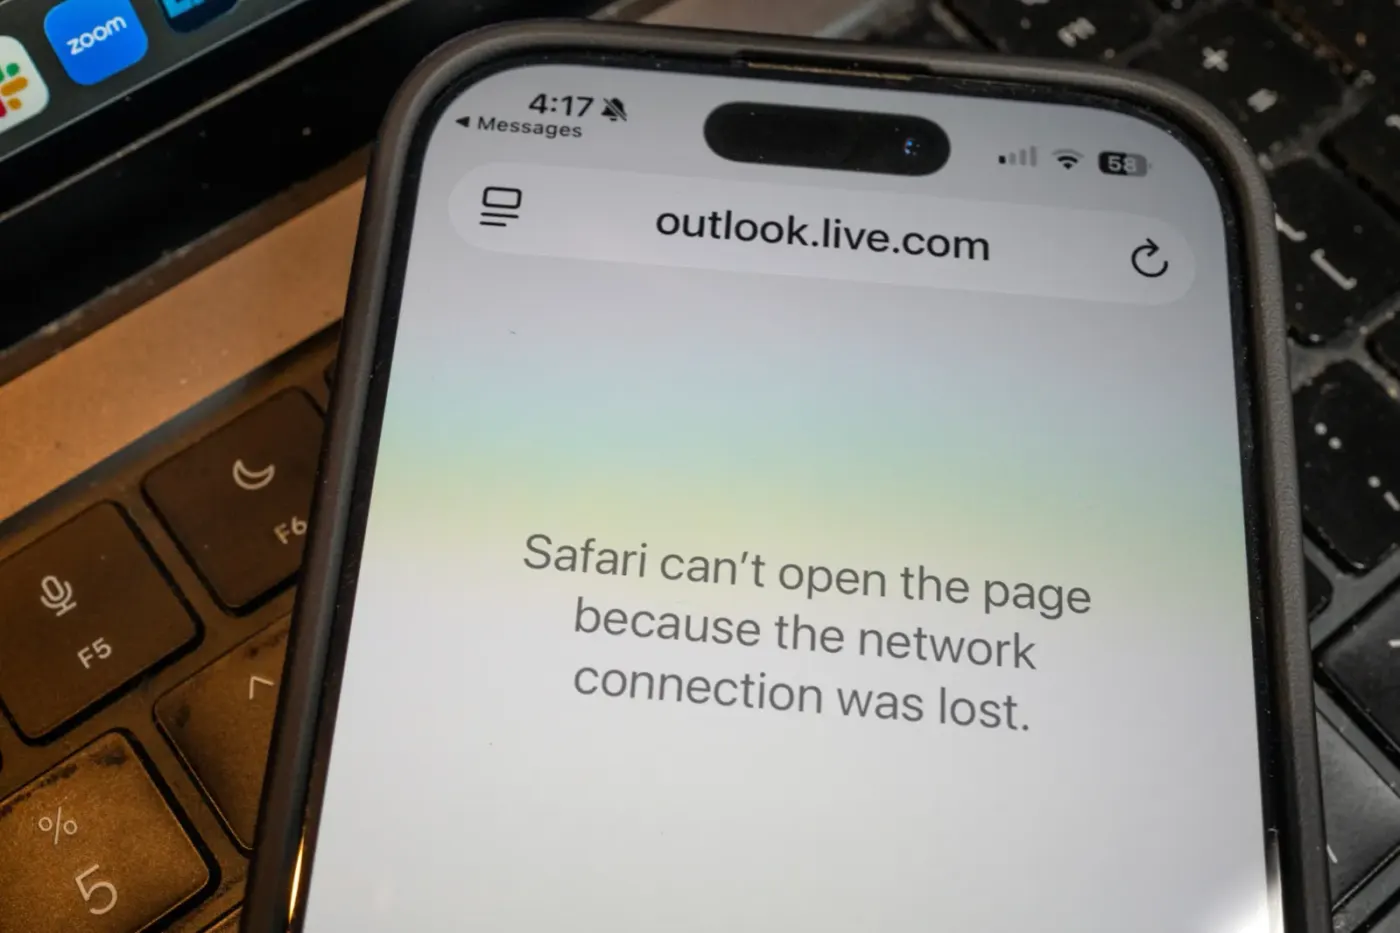 zoom
4:17
58
◀ Messages
outlook.live.com
Safari can't open the page
because the network
connection was lost.
F6
F5
%
5
^
FN
+
[